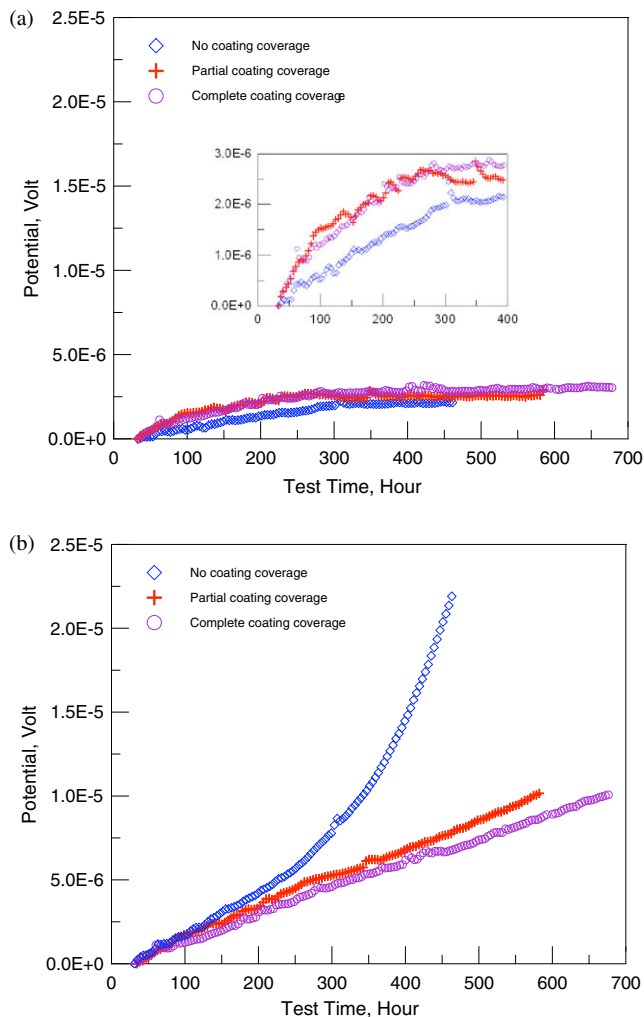 (a)
2.5E-5
No coating coverage
Partial coating coverage
2.0E-5
Complete coating coverage
3.0E-6
1.5E-5
2.0E-6
Potential, Volt
1.0E-6
1.0E-5
0.0E+0
0 100 200 300 400
5.0E-6
0.0E+0
0 100 200 300 400 500 600 700
Test Time, Hour
(b)
2.5E-5
No coating coverage
Partial coating coverage
2.0E-5
Complete coating coverage
1.5E-5
Potential, Volt
1.0E-5
5.0E-6
0.0E+0
0 100 200 300 400 500 600 700
Test Time, Hour